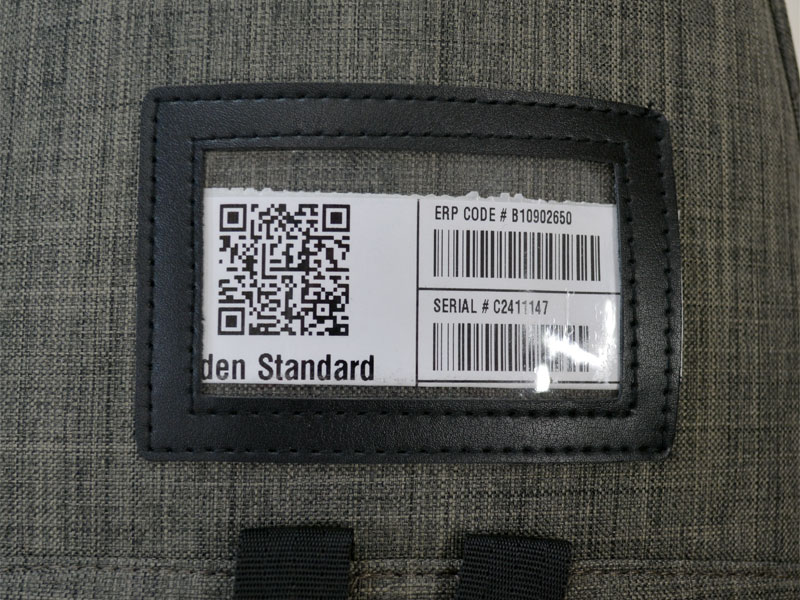 ERP CODE # B10902650
SERIAL # C2411147
den Standard